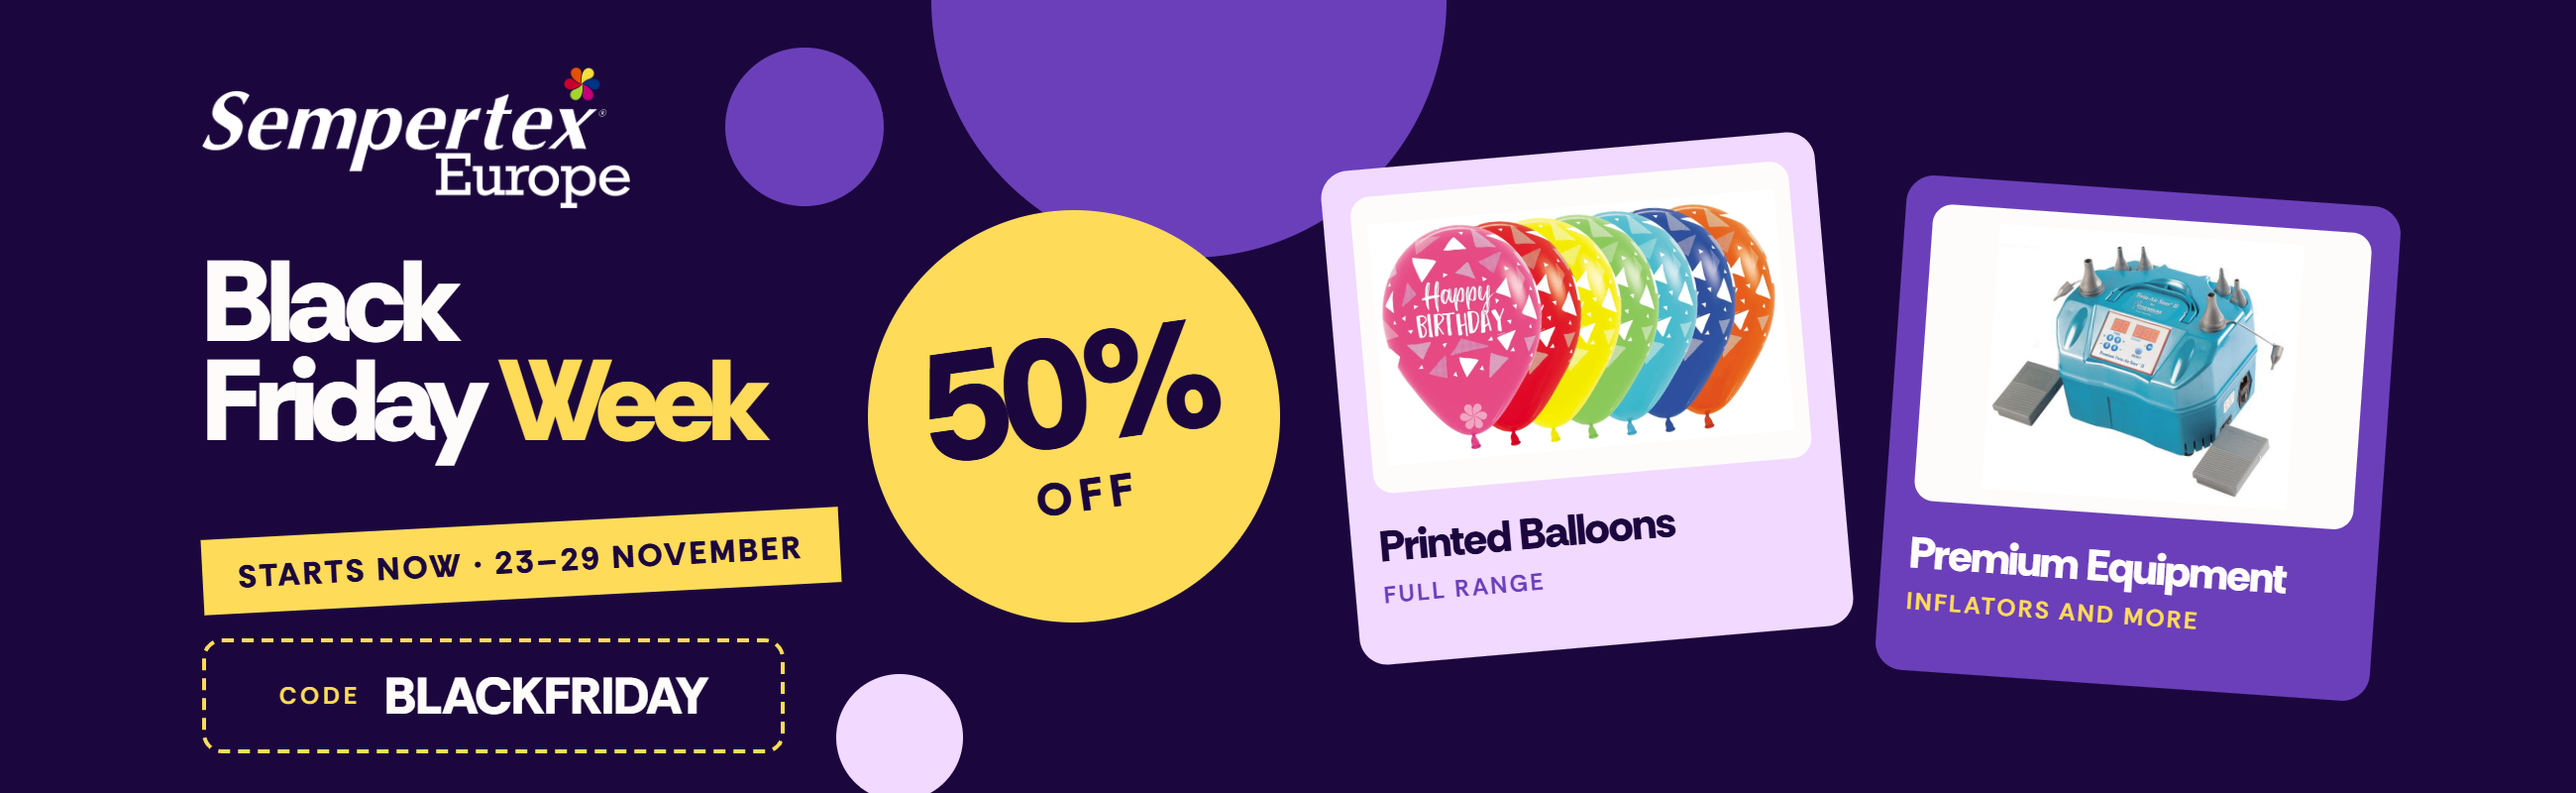 Sempertex
Europe
Black
Friday Week
STARTS NOW · 23–29 NOVEMBER
CODE BLACKFRIDAY
50%
OFF
Happy
BIRTHDAY
Printed Balloons
FULL RANGE
Premium Equipment
INFLATORS AND MORE